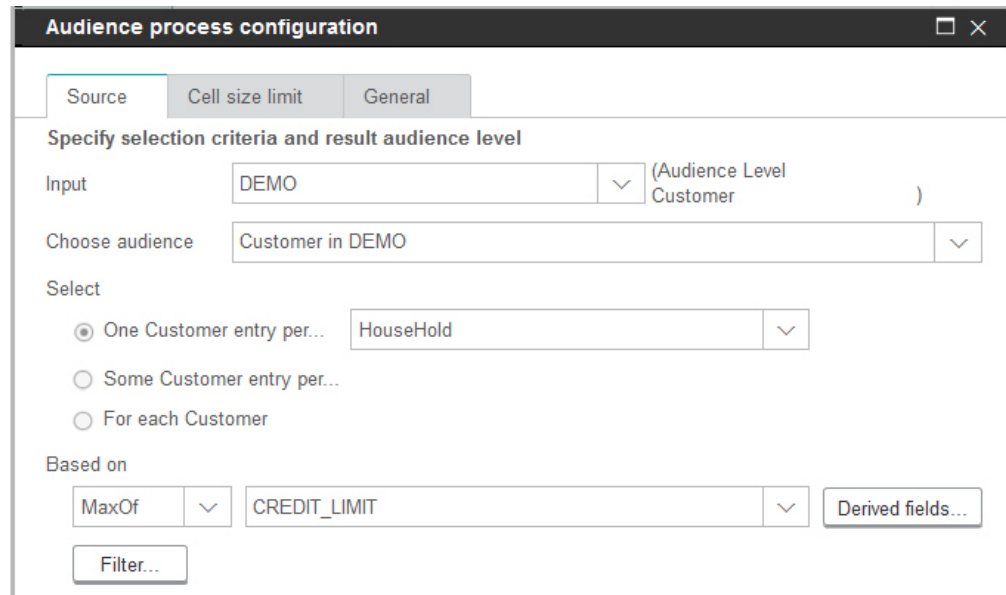 Audience process configuration
Source Cell size limit General
Specify selection criteria and result audience level
Input DEMO (Audience Level
Customer )
Choose audience Customer in DEMO
Select
One Customer entry per... HouseHold
Some Customer entry per...
For each Customer
Based on
MaxOf CREDIT_LIMIT Derived fields...
Filter...